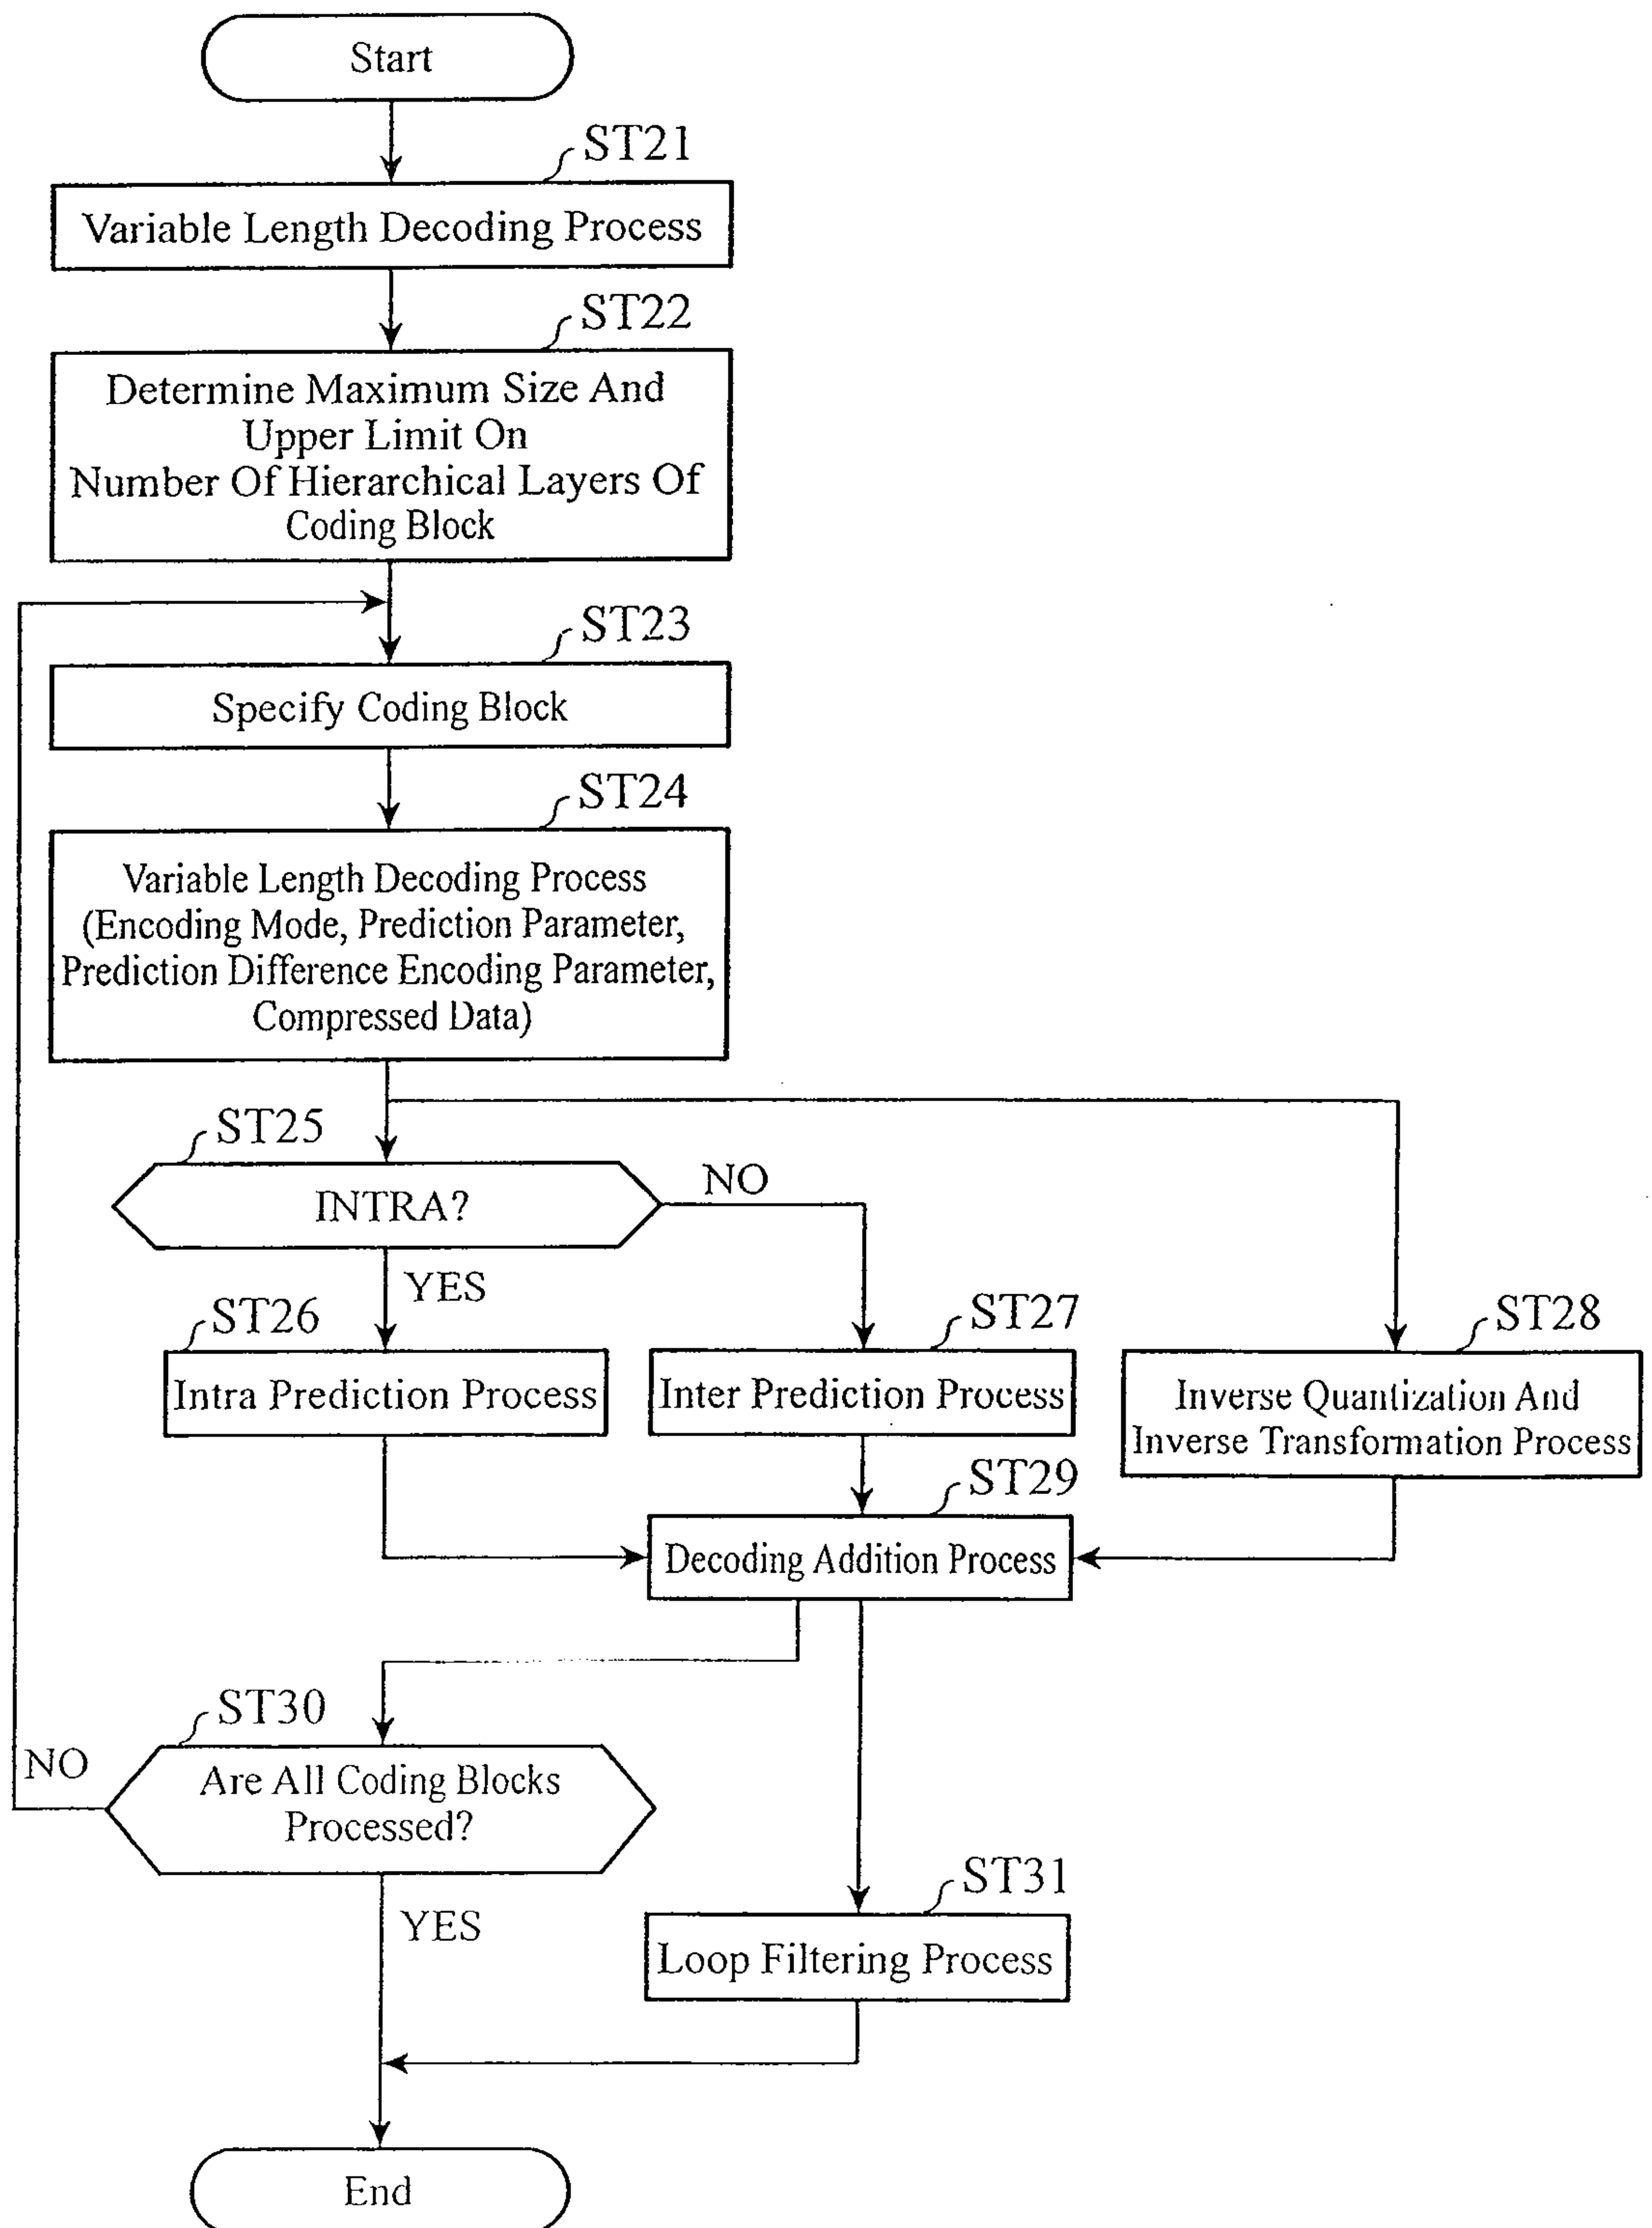 Start
ST21
Variable Length Decoding Process
ST22
Determine Maximum Size And
Upper Limit On
Number Of Hierarchical Layers Of
Coding Block
ST23
Specify Coding Block
ST24
Variable Length Decoding Process
(Encoding Mode, Prediction Parameter,
Prediction Difference Encoding Parameter,
Compressed Data)
ST25
INTRA?
NO
YES
ST26
Intra Prediction Process
ST27
Inter Prediction Process
ST28
Inverse Quantization And
Inverse Transformation Process
ST29
Decoding Addition Process
ST30
NO
Are All Coding Blocks
Processed?
YES
ST31
Loop Filtering Process
End